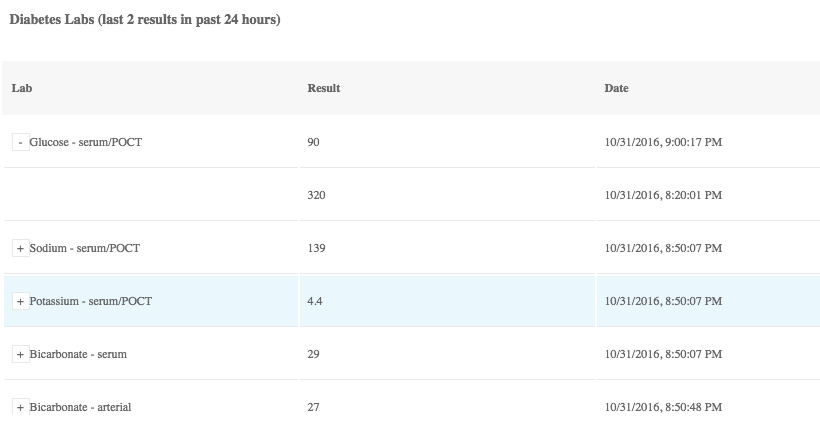 Diabetes Labs (last 2 results in past 24 hours)
Lab Result Date
- Glucose - serum/POCT 90 10/31/2016, 9:00:17 PM
320 10/31/2016, 8:20:01 PM
+ Sodium - serum/POCT 139 10/31/2016, 8:50:07 PM
+ Potassium - serum/POCT 4.4 10/31/2016, 8:50:07 PM
+ Bicarbonate - serum 29 10/31/2016, 8:50:07 PM
+ Bicarbonate - arterial 27 10/31/2016, 8:50:48 PM